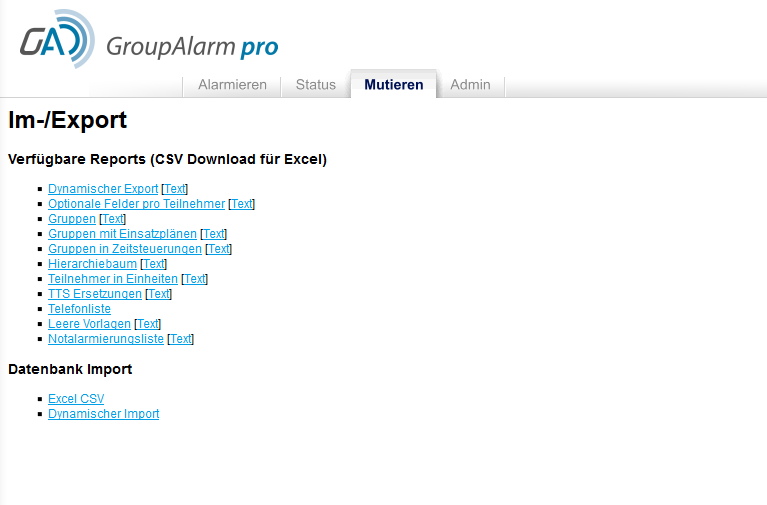 GAD GroupAlarm pro
Alarmieren Status Mutieren Admin
Im-/Export
Verfügbare Reports (CSV Download für Excel)
Dynamischer Export [Text]
Optionale Felder pro Teilnehmer [Text]
Gruppen [Text]
Gruppen mit Einsatzplänen [Text]
Gruppen in Zeitsteuerungen [Text]
Hierarchiebaum [Text]
Teilnehmer in Einheiten [Text]
TTS Ersetzungen [Text]
Telefonliste
Leere Vorlagen [Text]
Notalarmierungsliste [Text]
Datenbank Import
Excel CSV
Dynamischer Import